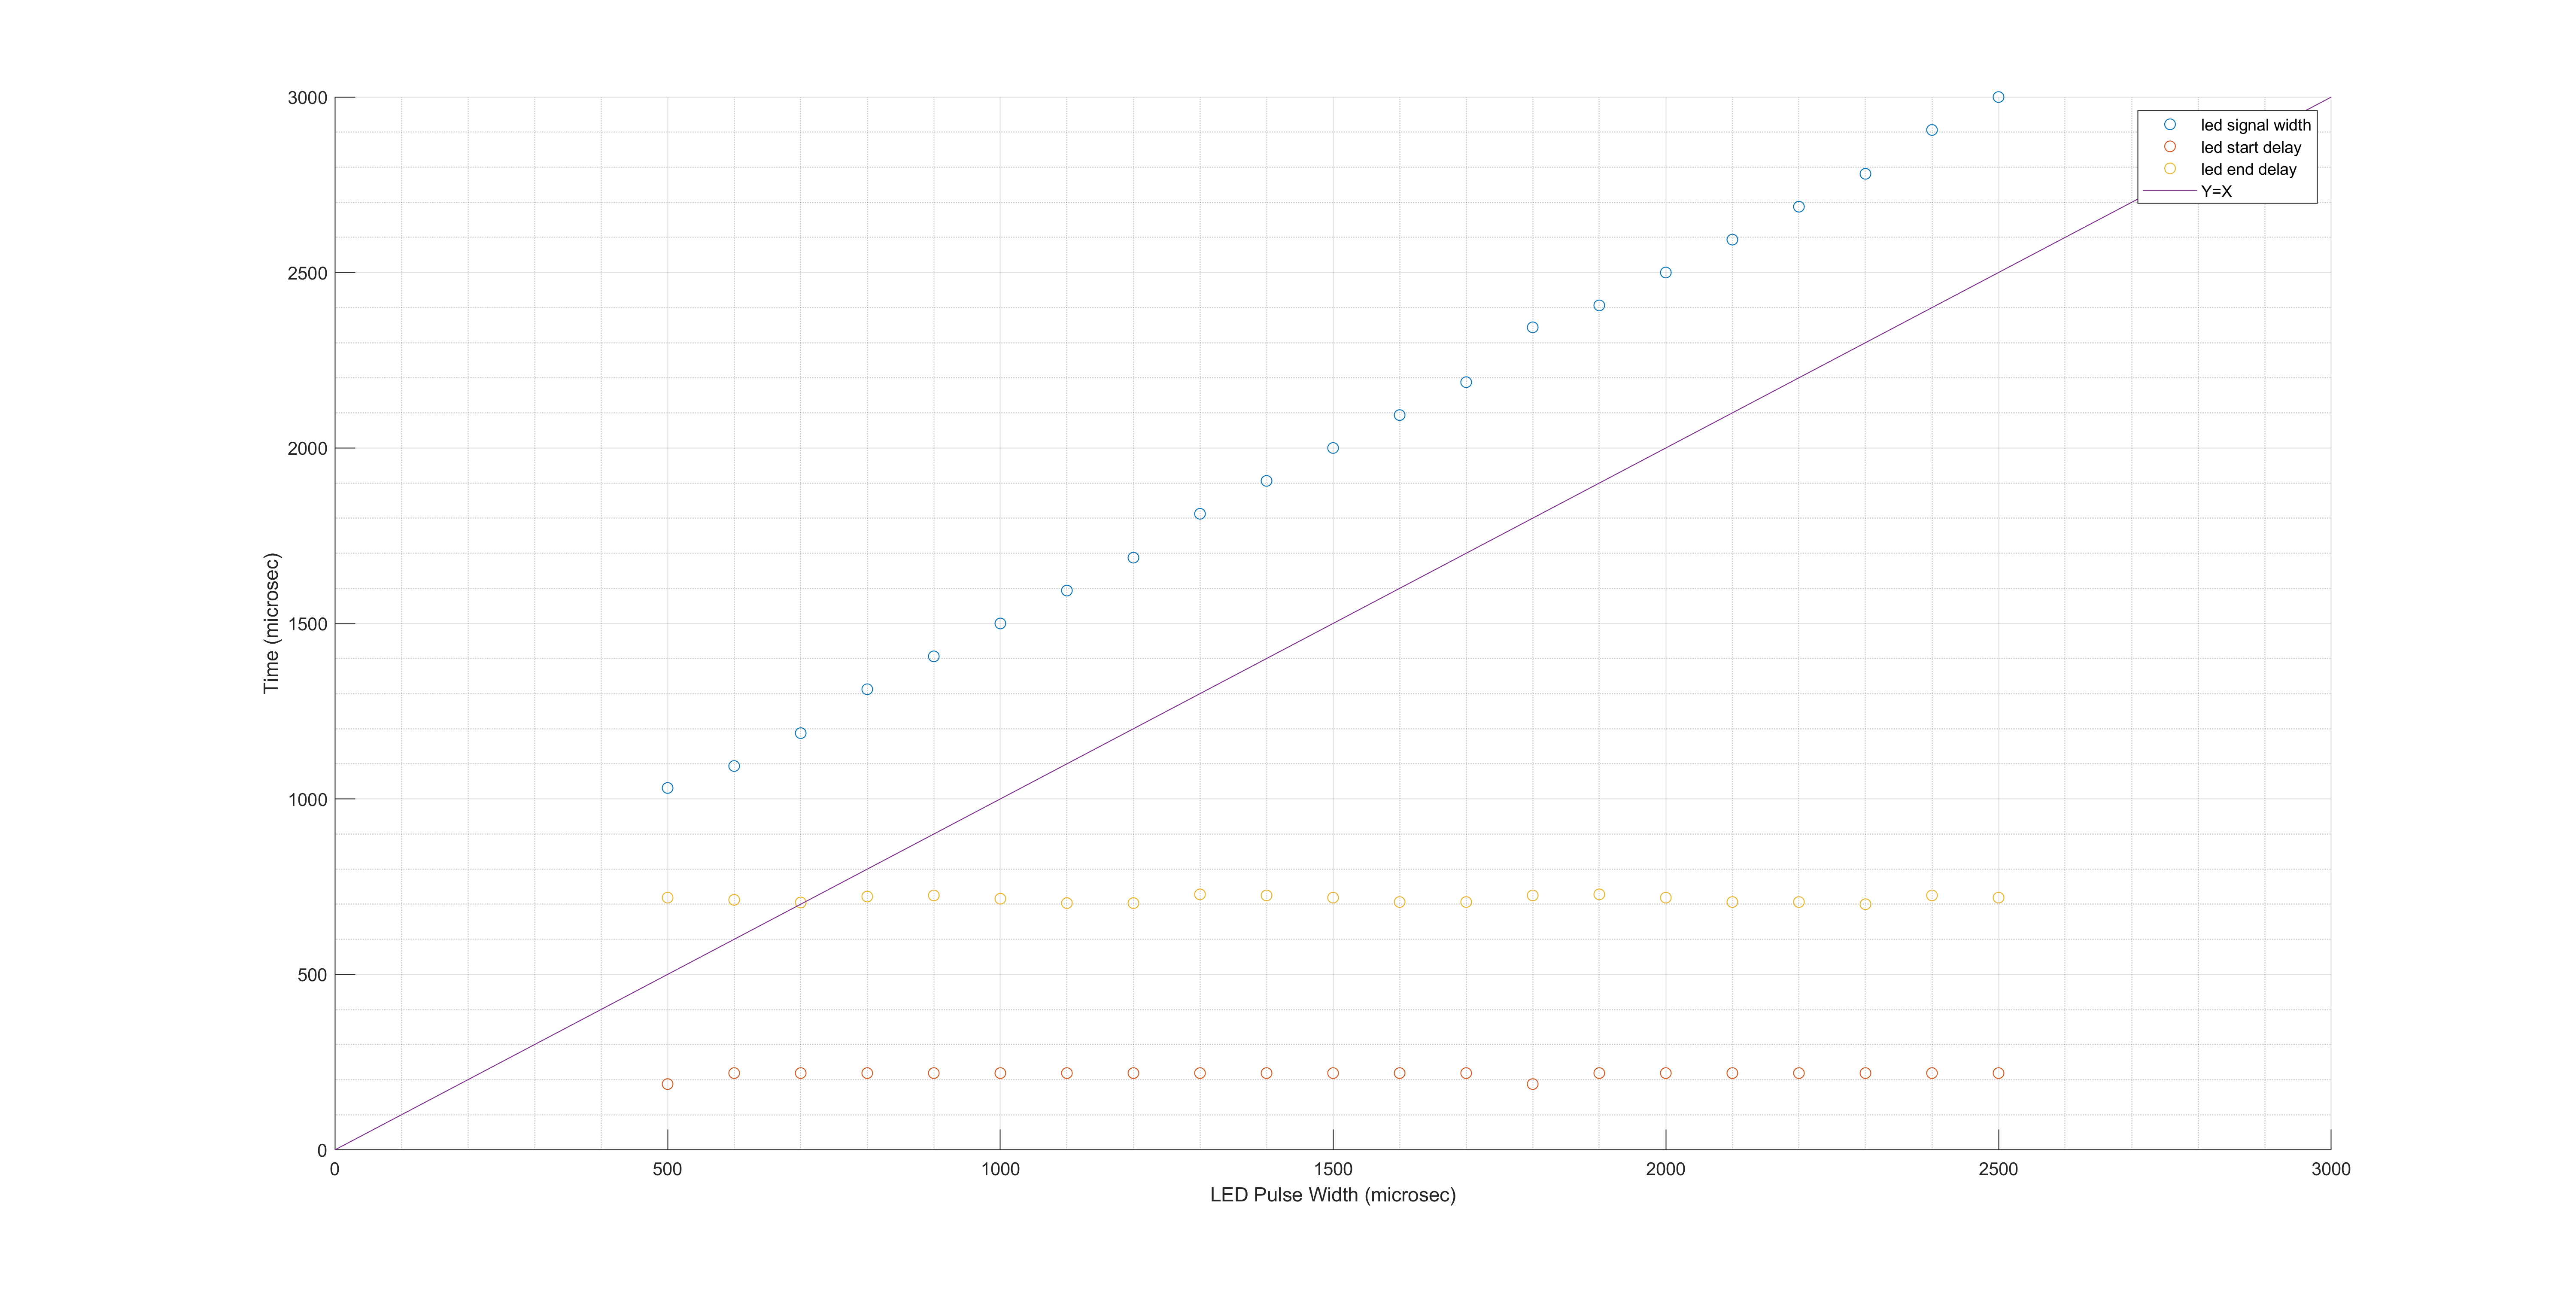 3000
2500
2000
1500
1000
500
0
Time (microsec)
led signal width
led start delay
led end delay
Y=X
0 500 1000 1500 2000 2500 3000
LED Pulse Width (microsec)